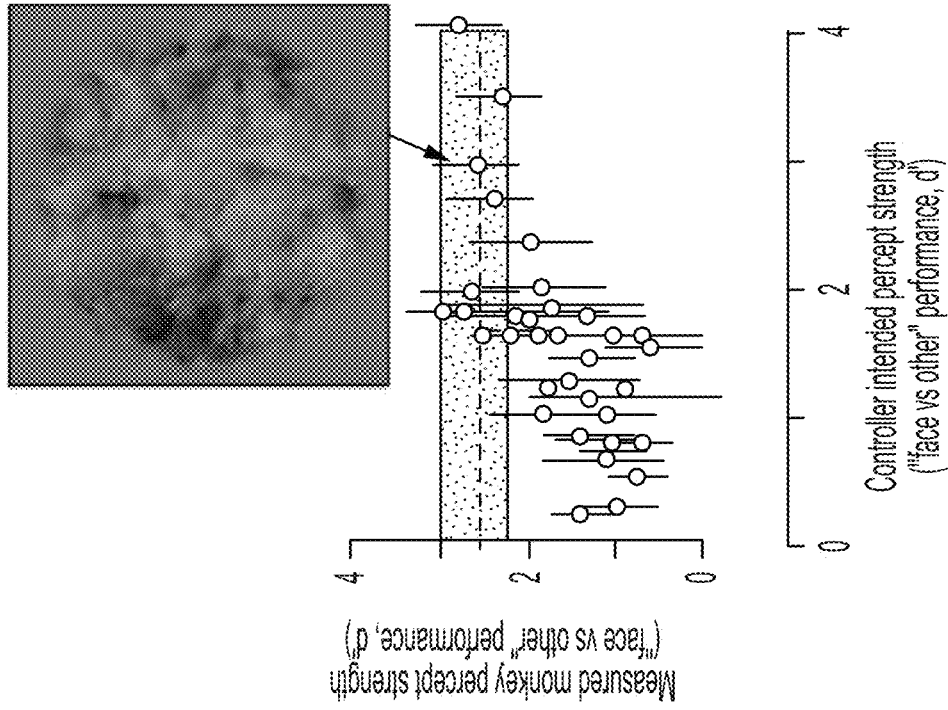 4
2
0
Measured monkey percept strength
("face vs other" performance, d')
0
2
4
Controller intended percept strength
("face vs other" performance, d')